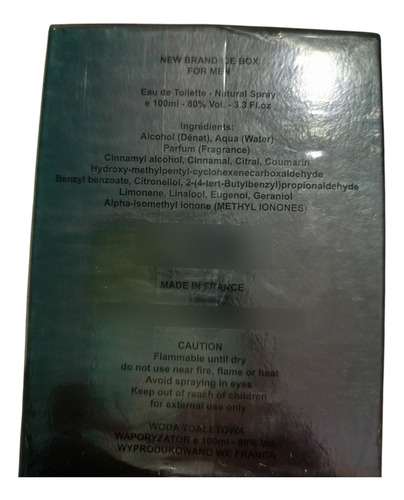 NEW BRAND ICE BOX
FOR MEN
Eau de Toilette - Natural Spray
e 100ml - 80% Vol. - 3.3 Fl.oz
Ingrédients:
Alcohol (Dénat), Aqua (Water)
Parfum (Fragrance)
Cinnamyl alcohol, Cinnamal, Citral, Coumarin
Hydroxy-methylpentyl-cyclohexenecarboxaldehyde
Benzyl benzoate, Citronellol, 2-(4-tert-Butylbenzyl)propionaldehyde
Limonene, Linalool, Eugenol, Geraniol
Alpha-isomethyl ionone (METHYL IONONES)
MADE IN FRANCE
CAUTION
Flammable until dry
do not use near fire, flame or heat
Avoid spraying in eyes
Keep out of reach of children
for external use only
WODA TOALETOWA
WAPORYZATOR e 100ml - 80% Vol.
WYPRODUKOWANO WE FRANCA